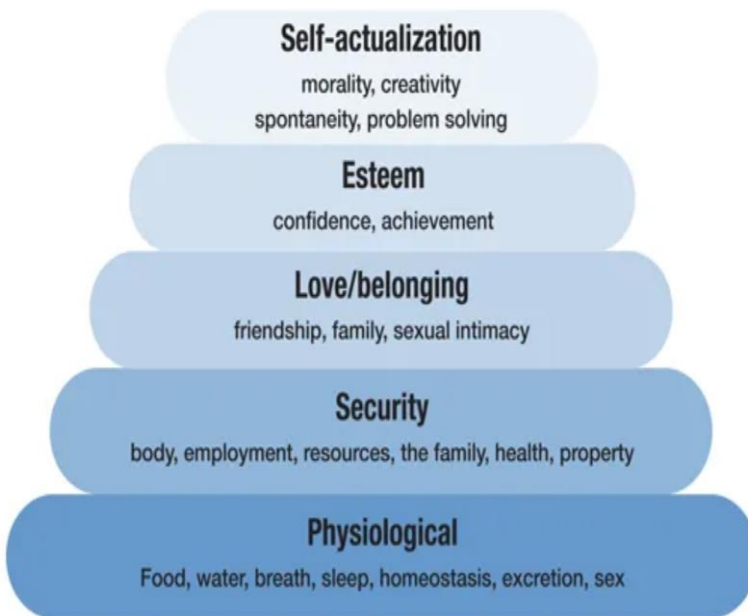 Self-actualization
morality, creativity
spontaneity, problem solving
Esteem
confidence, achievement
Love/belonging
friendship, family, sexual intimacy
Security
body, employment, resources, the family, health, property
Physiological
Food, water, breath, sleep, homeostasis, excretion, sex